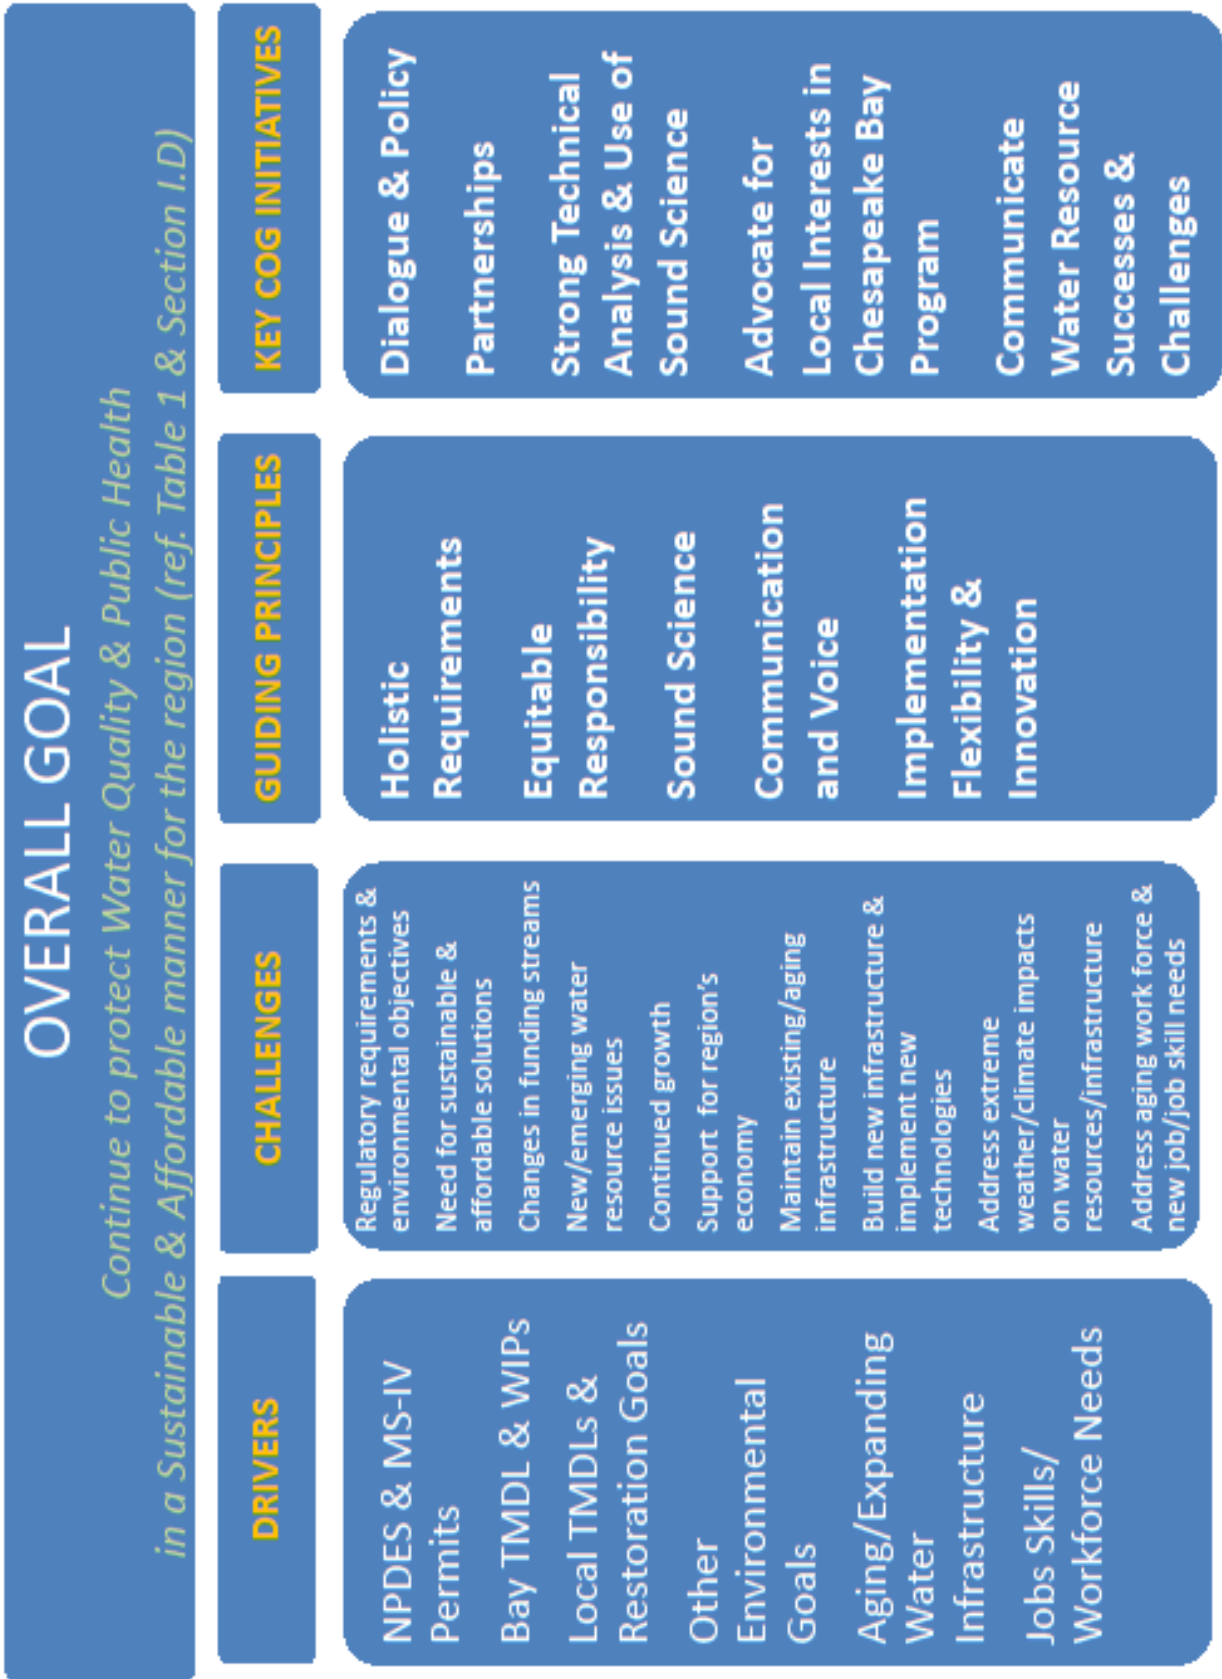 OVERALL GOAL
Continue to protect Water Quality & Public Health
in a Sustainable & Affordable manner for the region (ref. Table 1 & Section I.D)
DRIVERS
NPDES & MS-IV
Permits
Bay TMDL & WIPs
Local TMDLs &
Restoration Goals
Other
Environmental
Goals
Aging/Expanding
Water
Infrastructure
Jobs Skills/
Workforce Needs
CHALLENGES
Regulatory requirements &
environmental objectives
Need for sustainable &
affordable solutions
Changes in funding streams
New/emerging water
resource issues
Continued growth
Support for region's
economy
Maintain existing/aging
infrastructure
Build new infrastructure &
implement new
technologies
Address extreme
weather/climate impacts
on water
resources/infrastructure
Address aging work force &
new job/job skill needs
GUIDING PRINCIPLES
Holistic
Requirements
Equitable
Responsibility
Sound Science
Communication
and Voice
Implementation
Flexibility &
Innovation
KEY COG INITIATIVES
Dialogue & Policy
Partnerships
Strong Technical
Analysis & Use of
Sound Science
Advocate for
Local Interests in
Chesapeake Bay
Program
Communicate
Water Resource
Successes &
Challenges